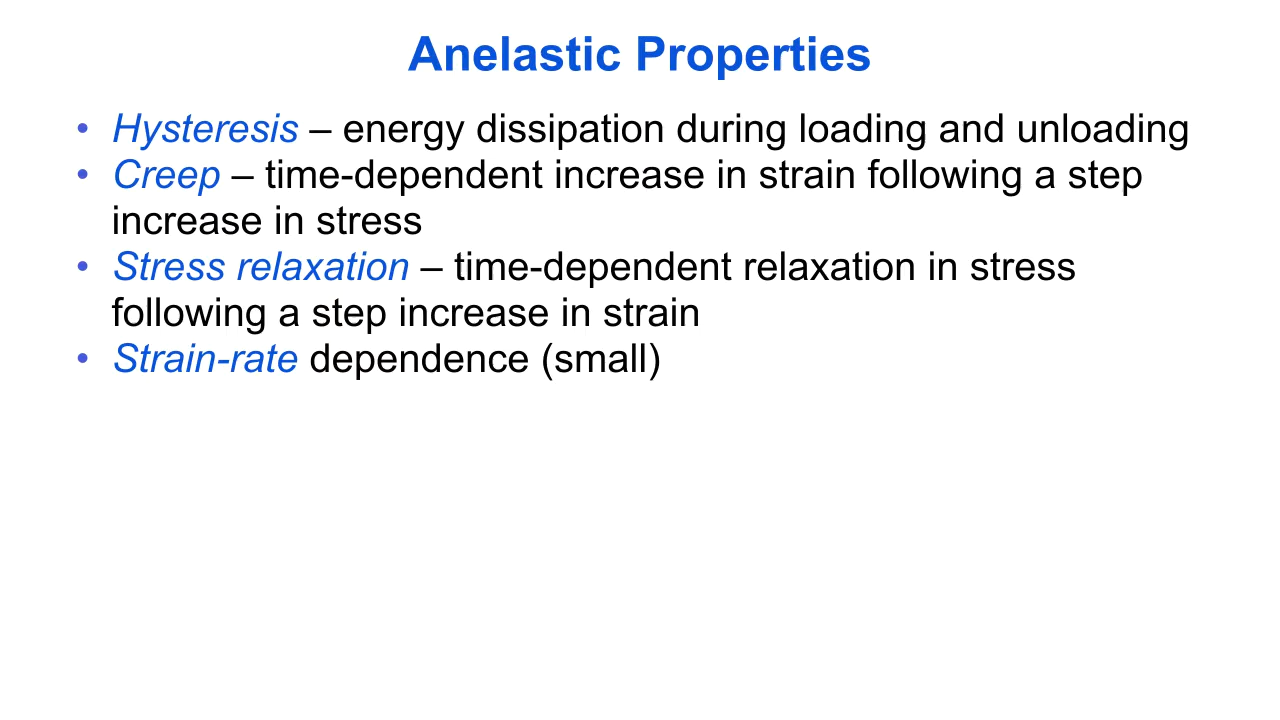 Anelastic Properties
• Hysteresis – energy dissipation during loading and unloading
• Creep – time-dependent increase in strain following a step
increase in stress
• Stress relaxation – time-dependent relaxation in stress
following a step increase in strain
• Strain-rate dependence (small)